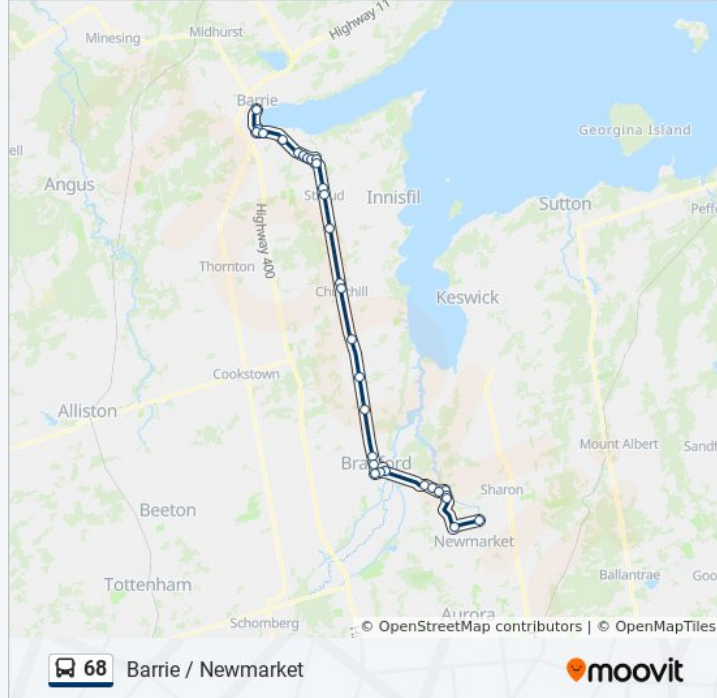 Highway 11
Minesing
Midhurst
Barrie
Georgina Island
ell
Angus
Innisfil
Sutton
Peffe
Highway 400
Thornton
Keswick
Cookstown
Alliston
Mount Albert
Sandf
Bradford
Sharon
Beeton
Newmarket
Tottenham
Ballantrae
Goo
Aurora
Schomberg
© OpenStreetMap contributors | © OpenMapTiles
68 Barrie / Newmarket
moovit